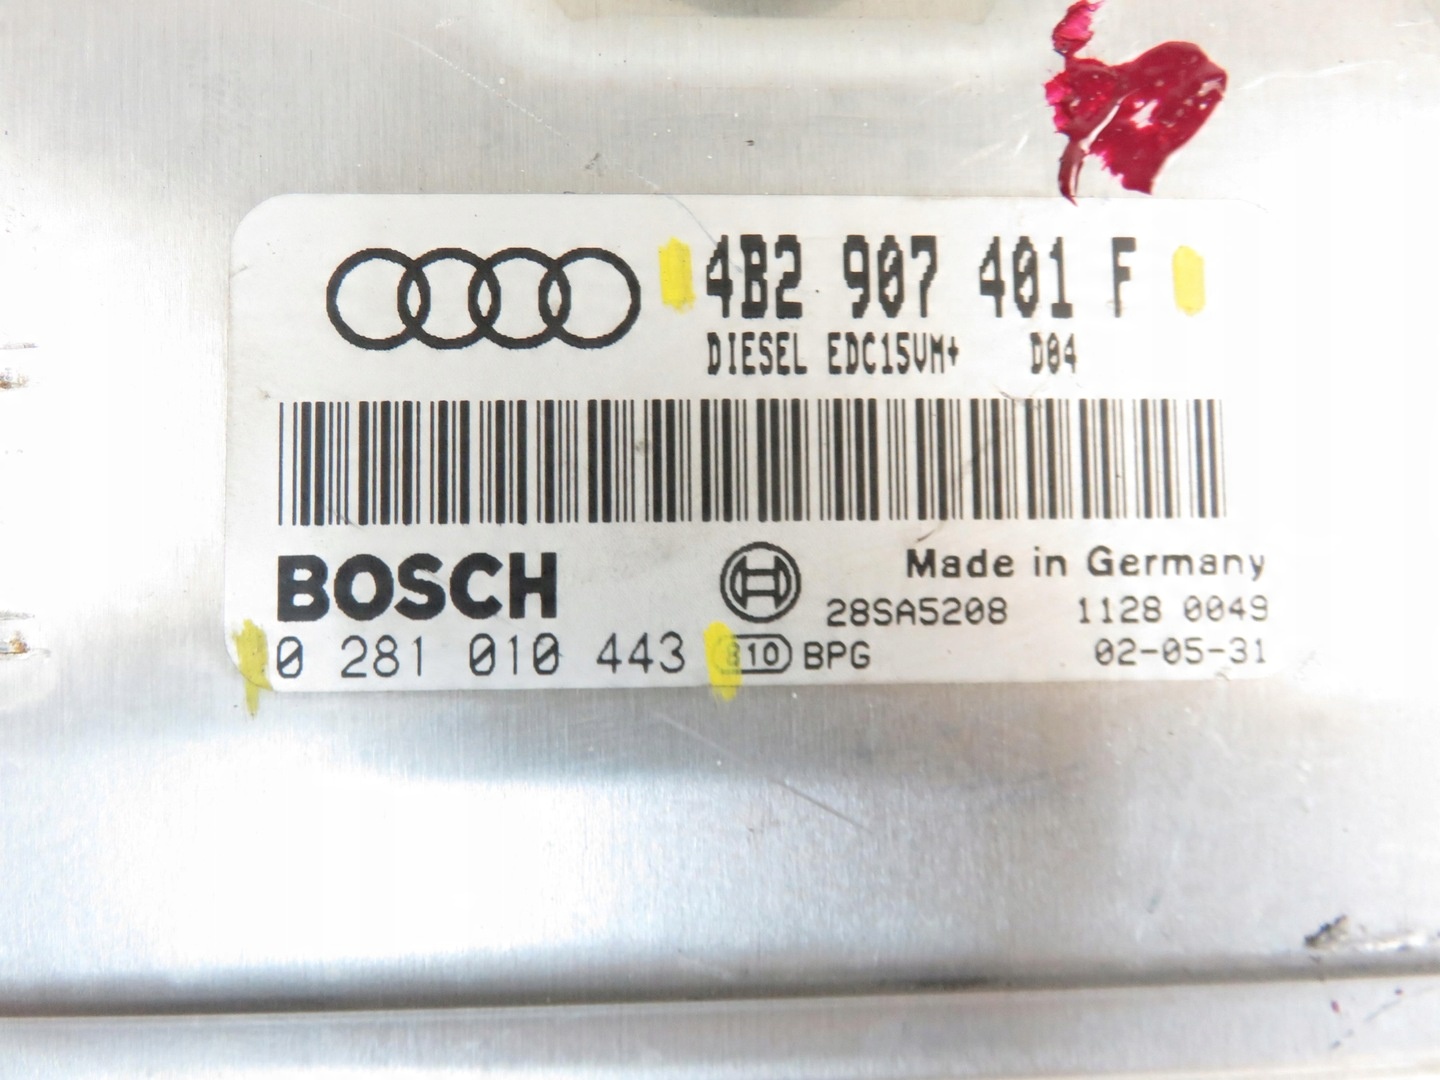 4B2 907 401 F
DIESEL EDC15VM+ D04
BOSCH
Made in Germany
28SA5208 1128 0049
0 281 010 443 810 BPG 02-05-31